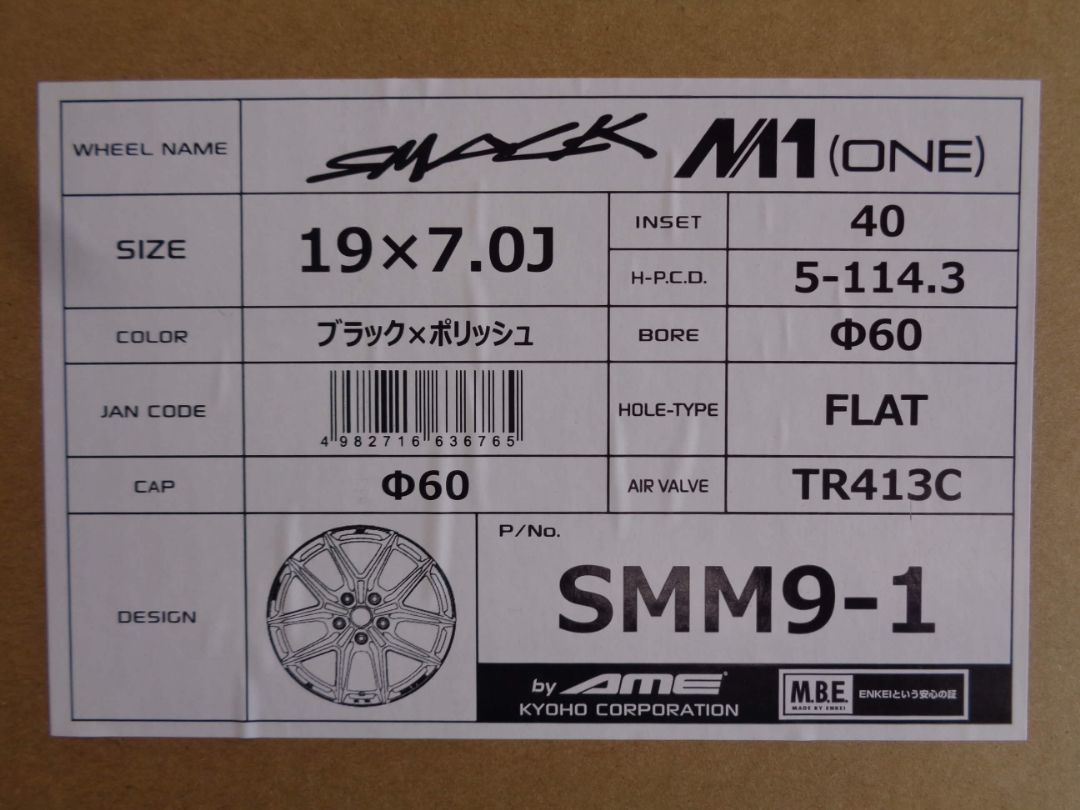 WHEEL NAME
SMACK M1 (ONE)
SIZE
19×7.0J
INSET
40
H-P.C.D.
5-114.3
COLOR
ブラック×ポリッシュ
BORE
Φ60
JAN CODE
4 982716 636765
HOLE-TYPE
FLAT
CAP
Φ60
AIR VALVE
TR413C
DESIGN
P/No.
SMM9-1
by AME®
KYOHO CORPORATION
M.B.E.
MADE BY ENKEI
ENKEIという安心の証